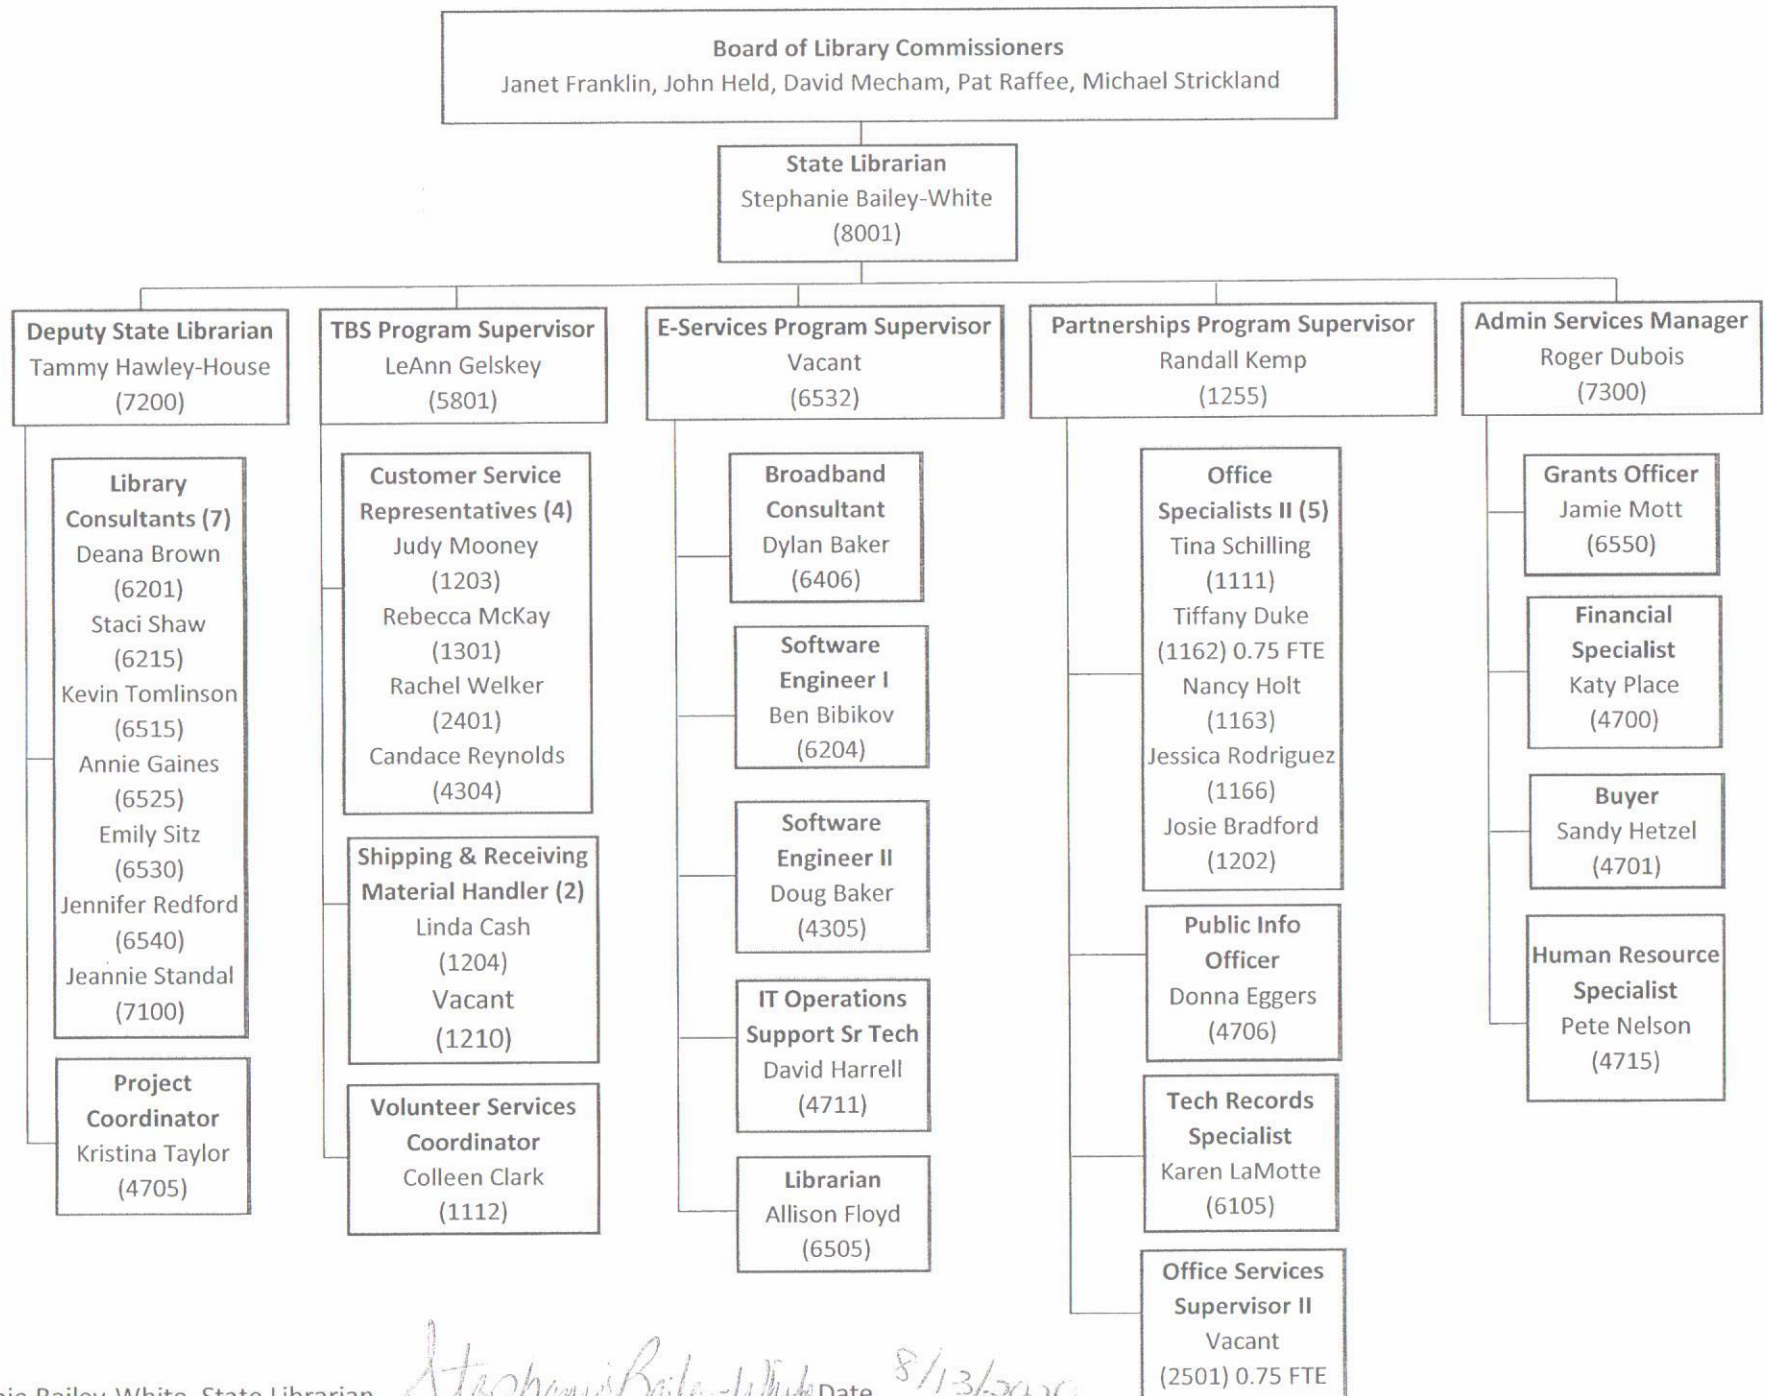 Board of Library Commissioners
Janet Franklin, John Held, David Mecham, Pat Raffee, Michael Strickland
State Librarian
Stephanie Bailey-White
(8001)
Deputy State Librarian
Tammy Hawley-House
(7200)
TBS Program Supervisor
LeAnn Gelskey
(5801)
E-Services Program Supervisor
Vacant
(6532)
Partnerships Program Supervisor
Randall Kemp
(1255)
Admin Services Manager
Roger Dubois
(7300)
Library
Consultants (7)
Deana Brown
(6201)
Staci Shaw
(6215)
Kevin Tomlinson
(6515)
Annie Gaines
(6525)
Emily Sitz
(6530)
Jennifer Redford
(6540)
Jeannie Standal
(7100)
Project
Coordinator
Kristina Taylor
(4705)
Customer Service
Representatives (4)
Judy Mooney
(1203)
Rebecca McKay
(1301)
Rachel Welker
(2401)
Candace Reynolds
(4304)
Shipping & Receiving
Material Handler (2)
Linda Cash
(1204)
Vacant
(1210)
Volunteer Services
Coordinator
Colleen Clark
(1112)
Broadband
Consultant
Dylan Baker
(6406)
Software
Engineer I
Ben Bibikov
(6204)
Software
Engineer II
Doug Baker
(4305)
IT Operations
Support Sr Tech
David Harrell
(4711)
Librarian
Allison Floyd
(6505)
Office
Specialists II (5)
Tina Schilling
(1111)
Tiffany Duke
(1162) 0.75 FTE
Nancy Holt
(1163)
Jessica Rodriguez
(1166)
Josie Bradford
(1202)
Public Info
Officer
Donna Eggers
(4706)
Tech Records
Specialist
Karen LaMotte
(6105)
Office Services
Supervisor II
Vacant
(2501) 0.75 FTE
Grants Officer
Jamie Mott
(6550)
Financial
Specialist
Katy Place
(4700)
Buyer
Sandy Hetzel
(4701)
Human Resource
Specialist
Pete Nelson
(4715)
Bailey-White, State Librarian Stephanie Bailey-White Date 8/13/2020